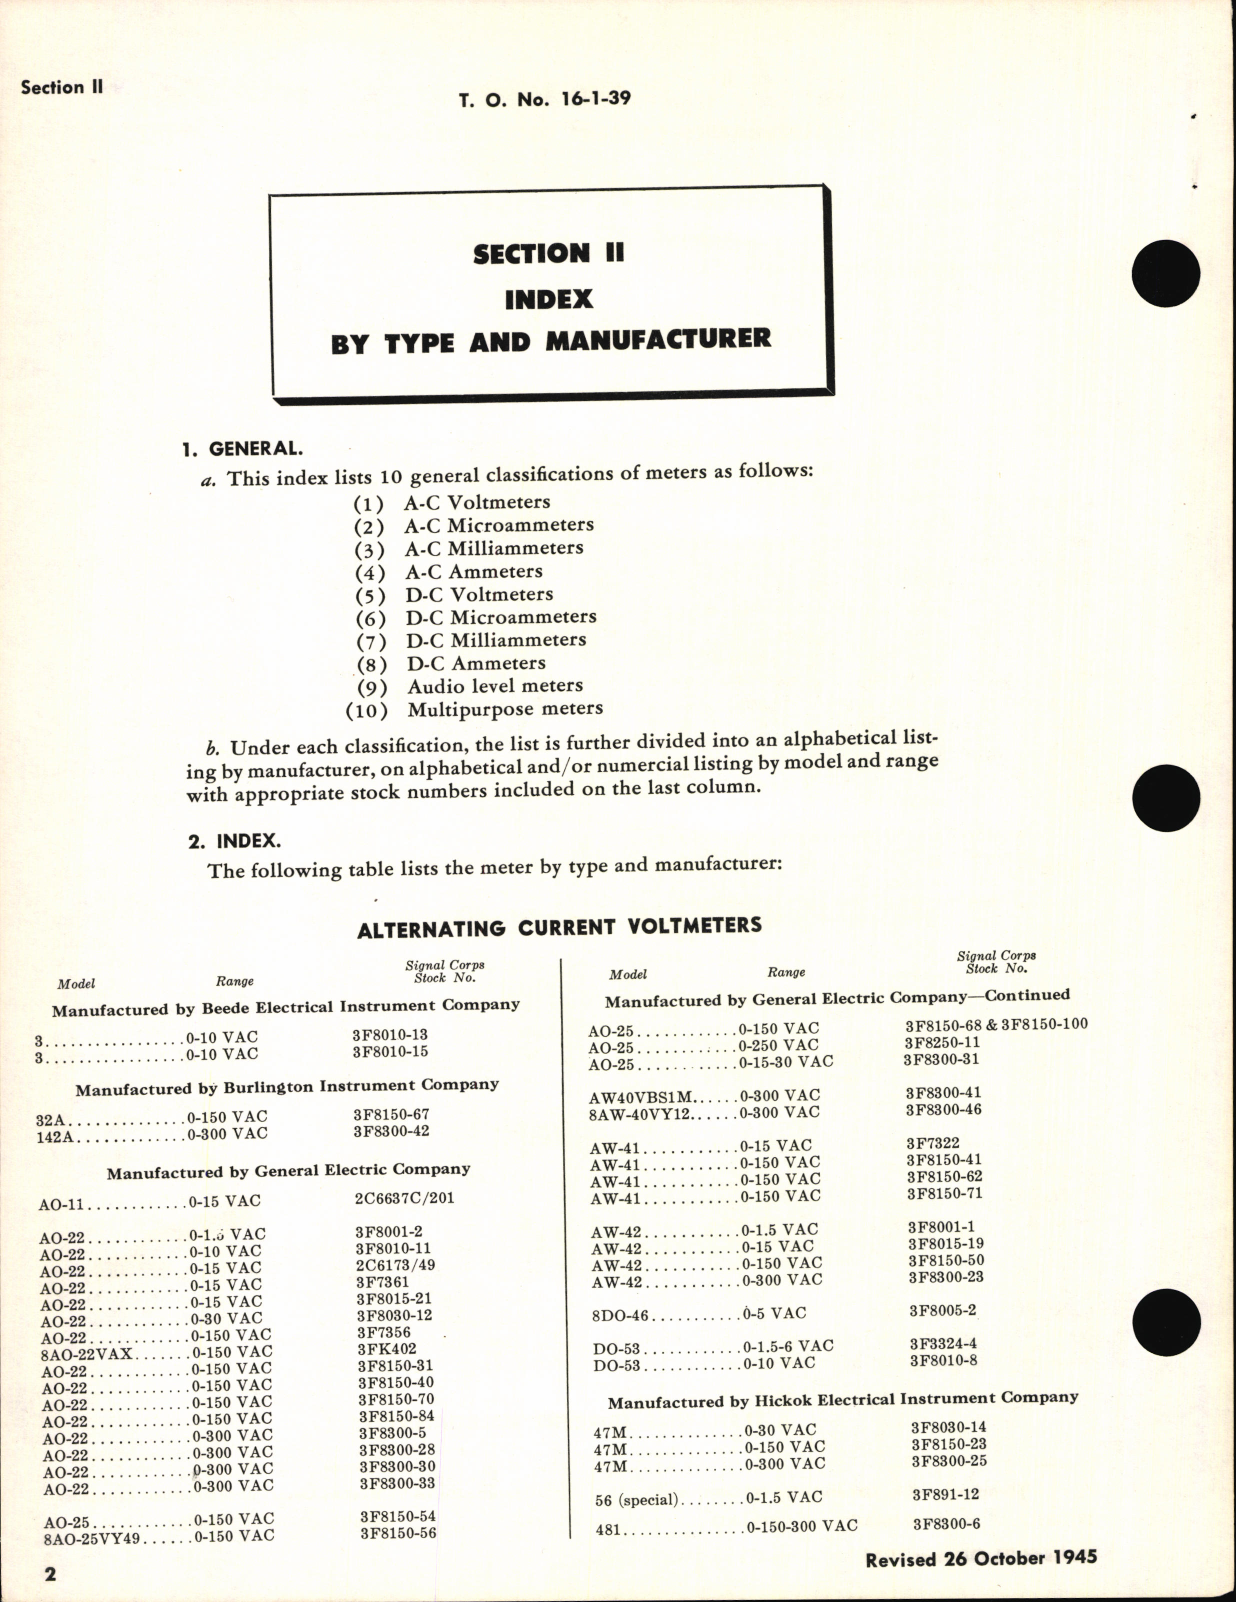 Section II
T. O. No. 16-1-39
SECTION II
INDEX
BY TYPE AND MANUFACTURER
1. GENERAL.
a. This index lists 10 general classifications of meters as follows:
(1) A-C Voltmeters
(2) A-C Microammeters
(3) A-C Milliammeters
(4) A-C Ammeters
(5) D-C Voltmeters
(6) D-C Microammeters
(7) D-C Milliammeters
(8) D-C Ammeters
(9) Audio level meters
(10) Multipurpose meters
b. Under each classification, the list is further divided into an alphabetical list-
ing by manufacturer, on alphabetical and/or numercial listing by model and range
with appropriate stock numbers included on the last column.
2. INDEX.
The following table lists the meter by type and manufacturer:
ALTERNATING CURRENT VOLTMETERS
Model Range Signal Corps
Stock No.
Manufactured by Beede Electrical Instrument Company
3.................0-10 VAC 3F8010-13
3.................0-10 VAC 3F8010-15
Manufactured by Burlington Instrument Company
32A..............0-150 VAC 3F8150-67
142A.............0-300 VAC 3F8300-42
Manufactured by General Electric Company
AO-11............0-15 VAC 2C6637C/201
AO-22............0-1.5 VAC 3F8001-2
AO-22............0-10 VAC 3F8010-11
AO-22............0-15 VAC 2C6173/49
AO-22............0-15 VAC 3F7361
AO-22............0-15 VAC 3F8015-21
AO-22............0-30 VAC 3F8030-12
AO-22............0-150 VAC 3F7356
8AO-22VAX.......0-150 VAC 3FK402
AO-22............0-150 VAC 3F8150-31
AO-22............0-150 VAC 3F8150-40
AO-22............0-150 VAC 3F8150-70
AO-22............0-150 VAC 3F8150-84
AO-22............0-300 VAC 3F8300-5
AO-22............0-300 VAC 3F8300-28
AO-22............0-300 VAC 3F8300-30
AO-22............0-300 VAC 3F8300-33
AO-25............0-150 VAC 3F8150-54
8AO-25VY49......0-150 VAC 3F8150-56
Model Range Signal Corps
Stock No.
Manufactured by General Electric Company—Continued
AO-25............0-150 VAC 3F8150-68 & 3F8150-100
AO-25............0-250 VAC 3F8250-11
AO-25............0-15-30 VAC 3F8300-31
AW40VBS1M......0-300 VAC 3F8300-41
8AW-40VY12......0-300 VAC 3F8300-46
AW-41...........0-15 VAC 3F7322
AW-41...........0-150 VAC 3F8150-41
AW-41...........0-150 VAC 3F8150-62
AW-41...........0-150 VAC 3F8150-71
AW-42...........0-1.5 VAC 3F8001-1
AW-42...........0-15 VAC 3F8015-19
AW-42...........0-150 VAC 3F8150-50
AW-42...........0-300 VAC 3F8300-23
8DO-46...........0-5 VAC 3F8005-2
DO-53............0-1.5-6 VAC 3F3324-4
DO-53............0-10 VAC 3F8010-8
Manufactured by Hickok Electrical Instrument Company
47M..............0-30 VAC 3F8030-14
47M..............0-150 VAC 3F8150-23
47M..............0-300 VAC 3F8300-25
56 (special)........0-1.5 VAC 3F891-12
481...............0-150-300 VAC 3F8300-6
2
Revised 26 October 1945